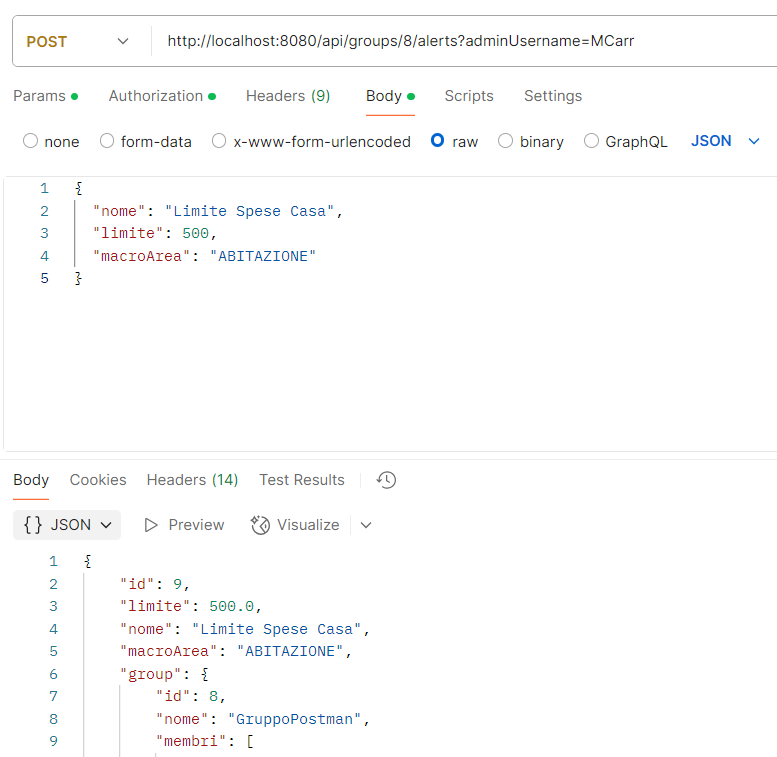 POST http://localhost:8080/api/groups/8/alerts?adminUsername=MCarr
Params Authorization Headers (9) Body Scripts Settings
none form-data x-www-form-urlencoded raw binary GraphQL JSON
1 {
2 "nome": "Limite Spese Casa",
3 "limite": 500,
4 "macroArea": "ABITAZIONE"
5 }
Body Cookies Headers (14) Test Results
{} JSON Preview Visualize
1 {
2 "id": 9,
3 "limite": 500.0,
4 "nome": "Limite Spese Casa",
5 "macroArea": "ABITAZIONE",
6 "group": {
7 "id": 8,
8 "nome": "GruppoPostman",
9 "membri": [